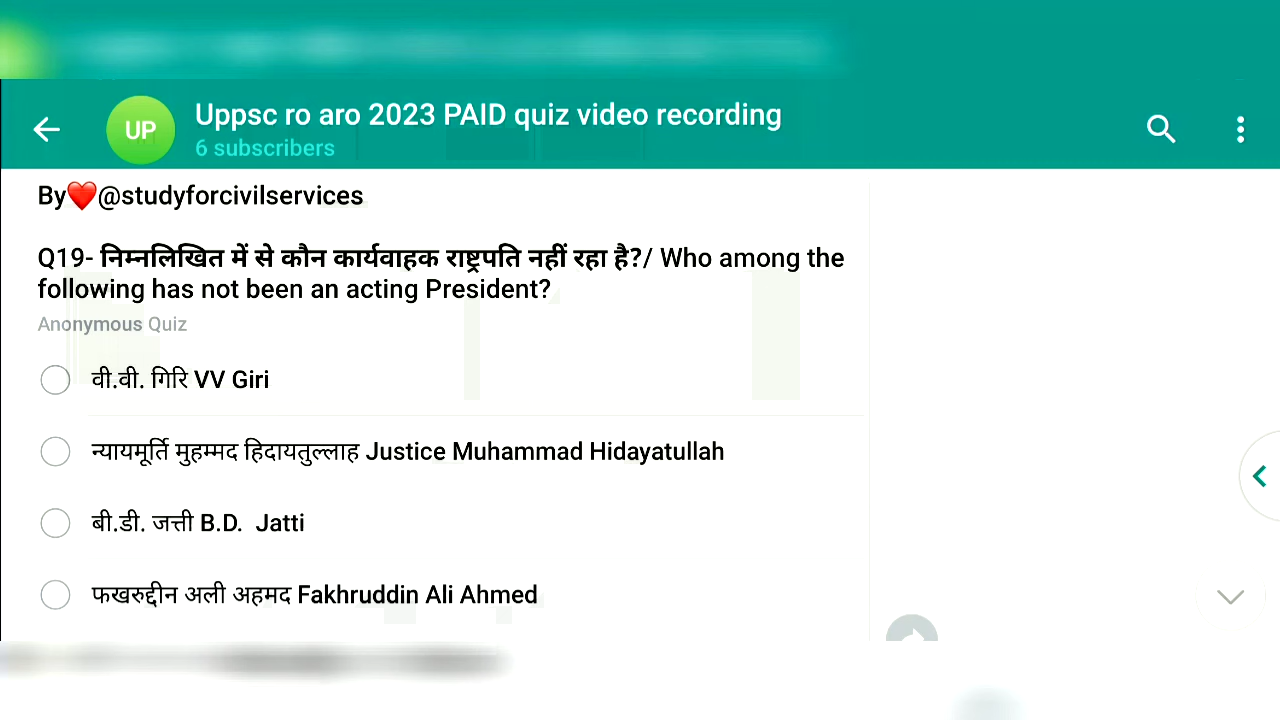 Uppsc ro aro 2023 PAID quiz video recording
UP
6 subscribers
By❤️@studyforcivilservices
Q19- निम्नलिखित में से कौन कार्यवाहक राष्ट्रपति नहीं रहा है?/ Who among the
following has not been an acting President?
Anonymous Quiz
वी.वी. गिरि VV Giri
न्यायमूर्ति मुहम्मद हिदायतुल्लाह Justice Muhammad Hidayatullah
बी.डी. जत्ती B.D. Jatti
फखरुद्दीन अली अहमद Fakhruddin Ali Ahmed